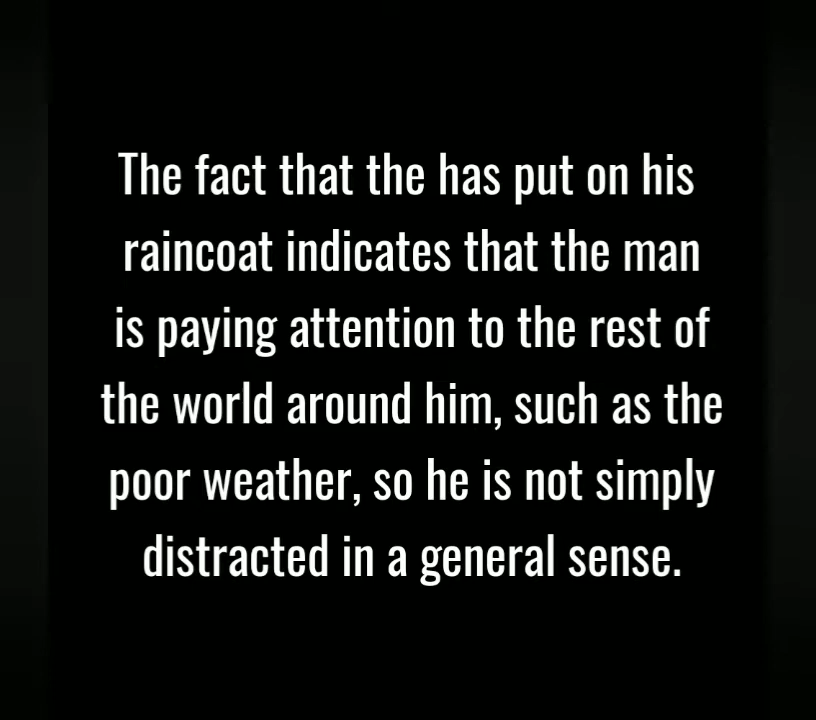 The fact that the has put on his
raincoat indicates that the man
is paying attention to the rest of
the world around him, such as the
poor weather, so he is not simply
distracted in a general sense.